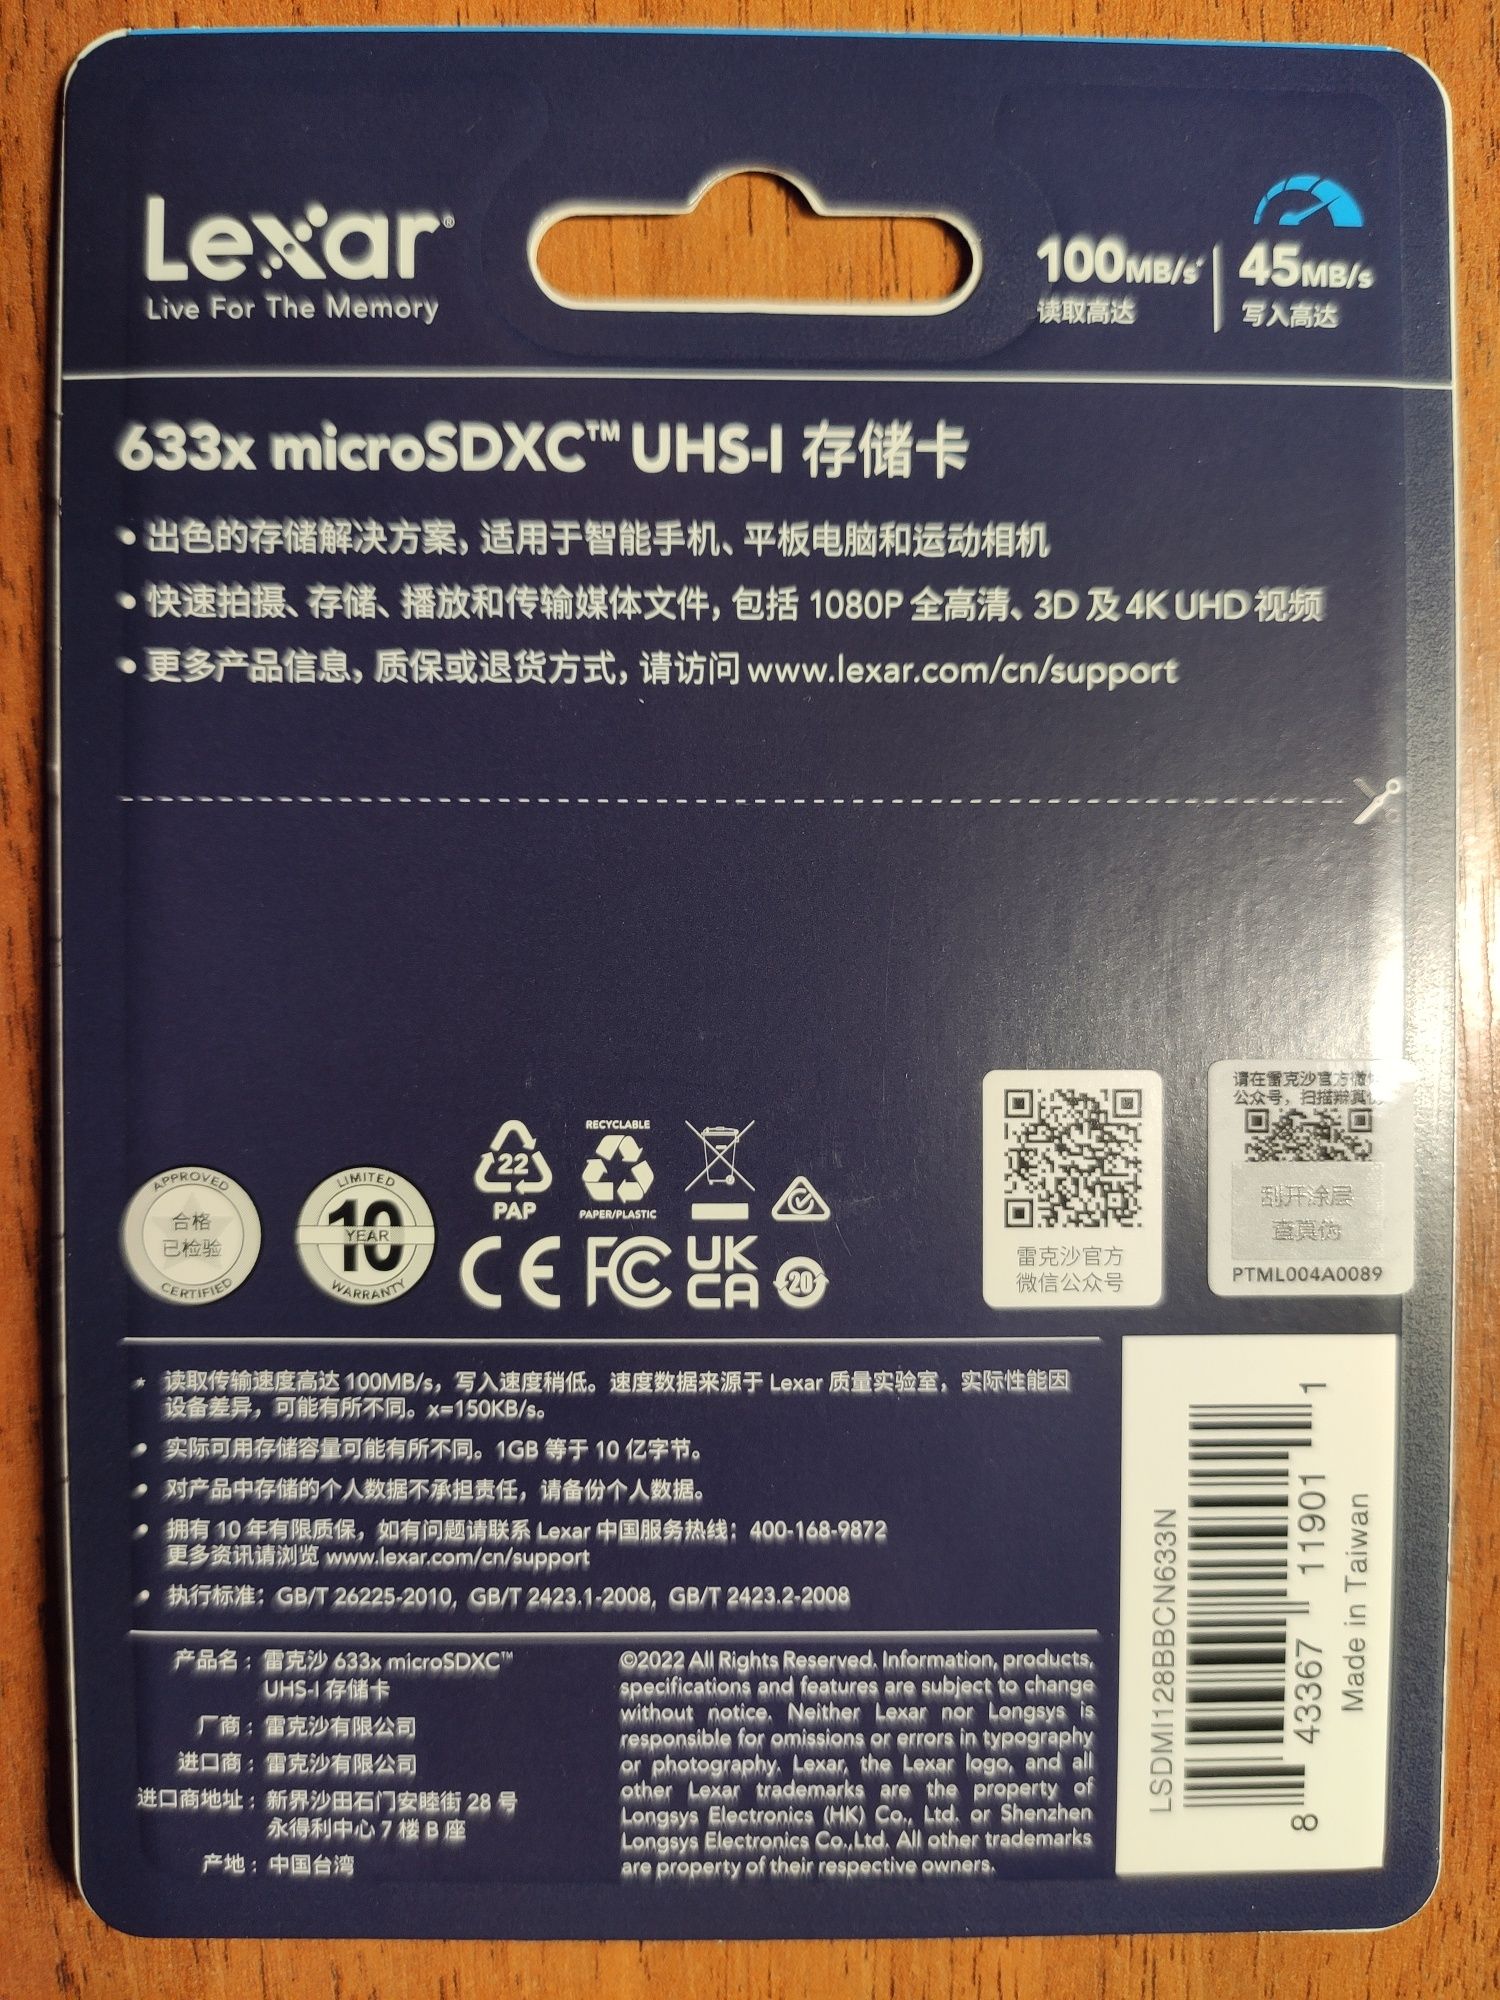 Lexar®
Live For The Memory
100MB/s* 45MB/s
读取高达 写入高达
633x microSDXC™ UHS-I 存储卡
• 出色的存储解决方案，适用于智能手机、平板电脑和运动相机
• 快速拍摄、存储、播放和传输媒体文件，包括 1080P 全高清、3D 及 4K UHD 视频
• 更多产品信息，质保或退货方式，请访问 www.lexar.com/cn/support
APPROVED
合格
已检验
CERTIFIED
LIMITED
10
YEAR
WARRANTY
22
PAP
RECYCLABLE
PAPER/PLASTIC
CE FC UK
CA
20
雷克沙官方
微信公众号
请在雷克沙官方微
公众号，扫描辩真
刮开涂层
查真伪
PTML004A0089
* 读取传输速度高达 100MB/s，写入速度稍低。速度数据来源于 Lexar 质量实验室，实际性能因
设备差异，可能有所不同。x=150KB/s。
• 实际可用存储容量可能有所不同。1GB 等于 10 亿字节。
• 对产品中存储的个人数据不承担责任，请备份个人数据。
• 拥有 10 年有限质保，如有问题请联系 Lexar 中国服务热线：400-168-9872
更多资讯请浏览 www.lexar.com/cn/support
• 执行标准：GB/T 26225-2010, GB/T 2423.1-2008, GB/T 2423.2-2008
产品名：雷克沙 633x microSDXC™
UHS-I 存储卡
厂商：雷克沙有限公司
进口商：雷克沙有限公司
进口商地址：新界沙田石门安睦街 28 号
永得利中心 7 楼 B 座
产地：中国台湾
©2022 All Rights Reserved. Information, products,
specifications and features are subject to change
without notice. Neither Lexar nor Longsys is
responsible for omissions or errors in typography
or photography. Lexar, the Lexar logo, and all
other Lexar trademarks are the property of
Longsys Electronics (HK) Co., Ltd. or Shenzhen
Longsys Electronics Co.,Ltd. All other trademarks
are property of their respective owners.
LSDMI128BBCN633N
8 43367 11901 1
Made in Taiwan